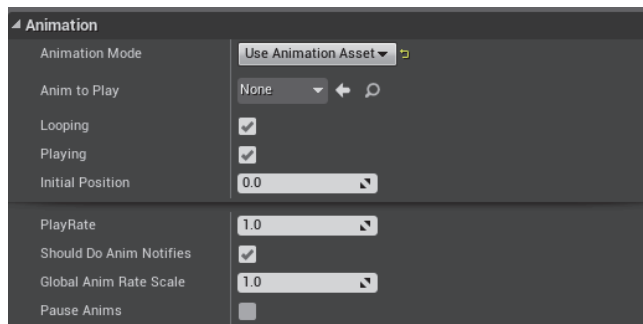 Animation
Animation Mode Use Animation Asset
Anim to Play None
Looping
Playing
Initial Position 0.0
PlayRate 1.0
Should Do Anim Notifies
Global Anim Rate Scale 1.0
Pause Anims